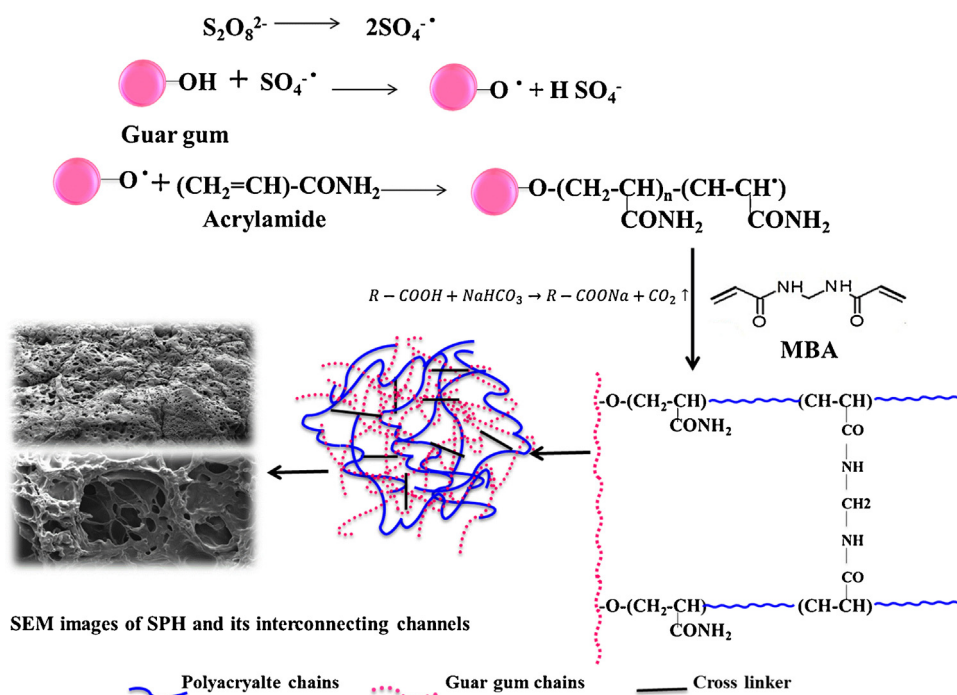 S₂O₈²⁻ → 2SO₄⁻•
-OH + SO₄⁻• → -O• + H SO₄⁻
Guar gum
-O• + (CH₂=CH)-CONH₂ → -O-(CH₂-CH)ₙ-(CH-CH•)
CONH₂ CONH₂
Acrylamide
R − COOH + NaHCO₃ → R − COONa + CO₂ ↑
NH NH
O O
MBA
-O-(CH₂-CH) (CH-CH)
CONH₂ CO
NH
CH2
NH
CO
-O-(CH₂-CH) (CH-CH)
CONH₂
SEM images of SPH and its interconnecting channels
Polyacryalte chains Guar gum chains Cross linker